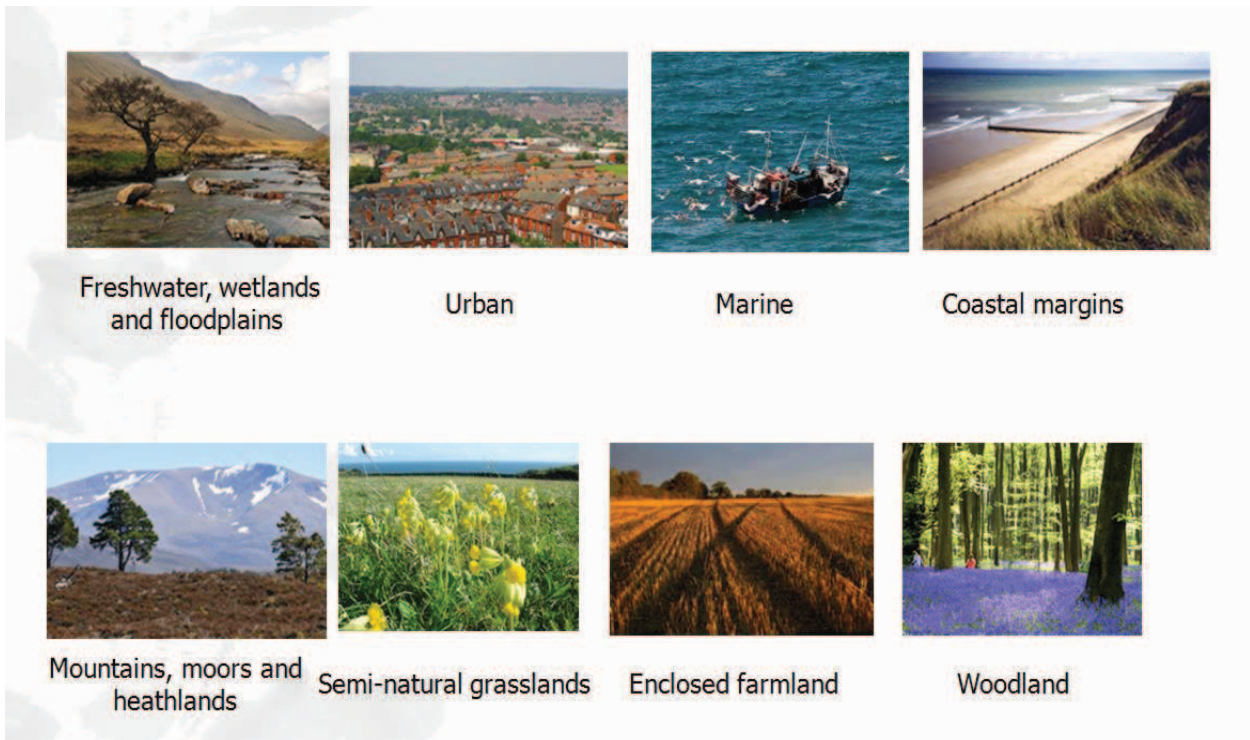 Freshwater, wetlands
and floodplains
Urban
Marine
Coastal margins
Mountains, moors and
heathlands
Semi-natural grasslands
Enclosed farmland
Woodland